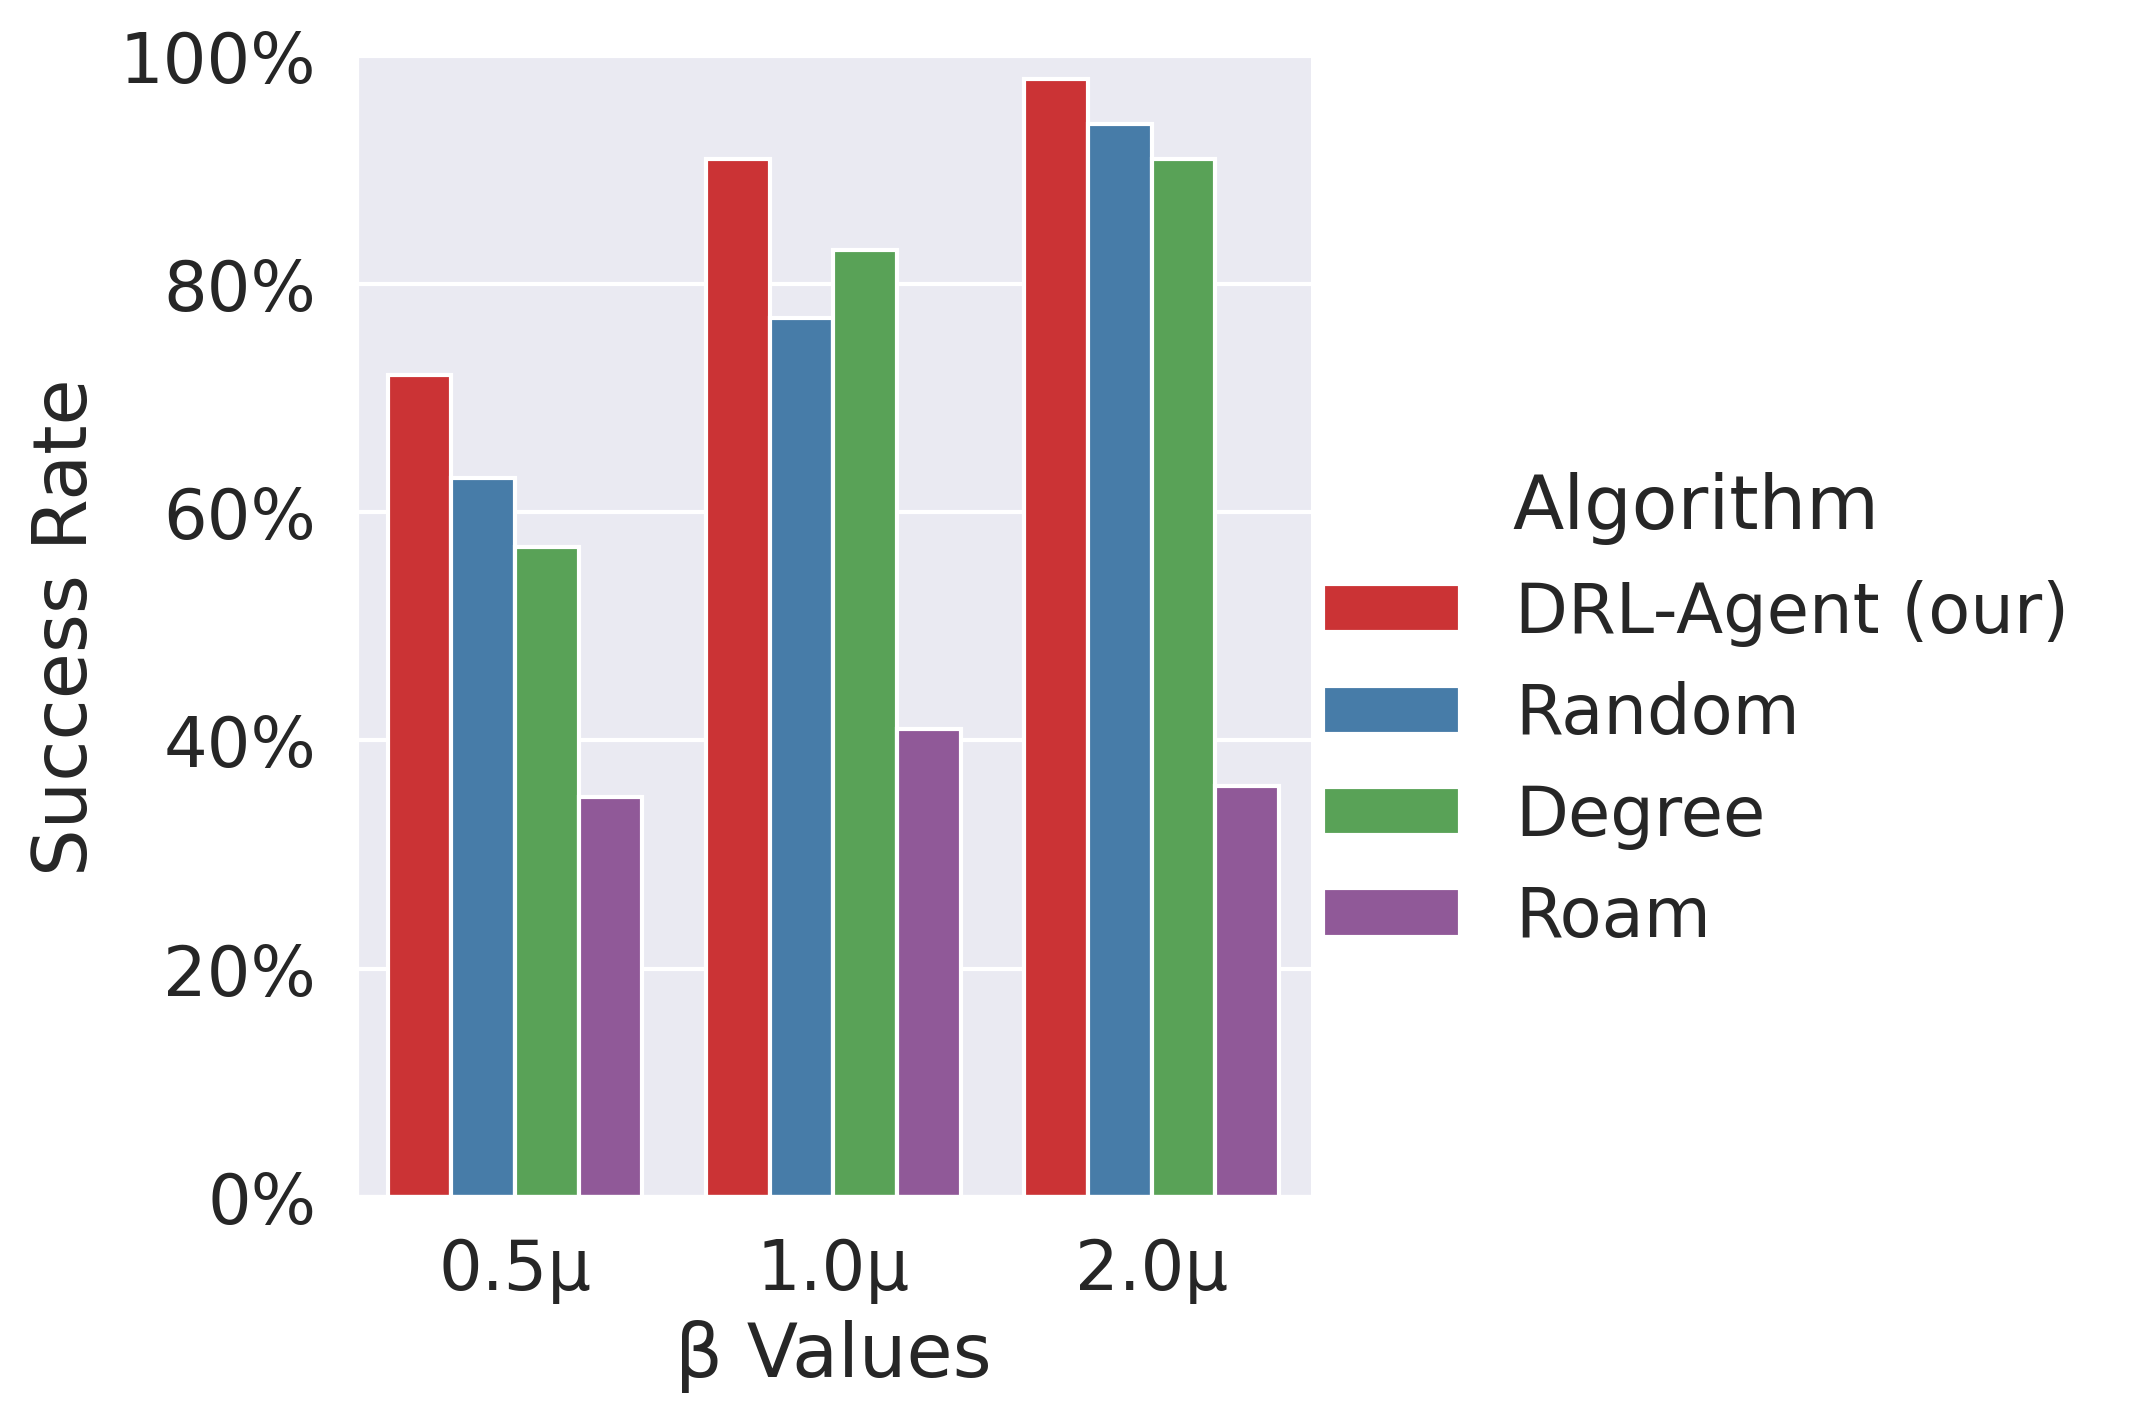 100%
80%
60%
40%
20%
0%
Success Rate
0.5μ
1.0μ
2.0μ
β Values
Algorithm
DRL-Agent (our)
Random
Degree
Roam